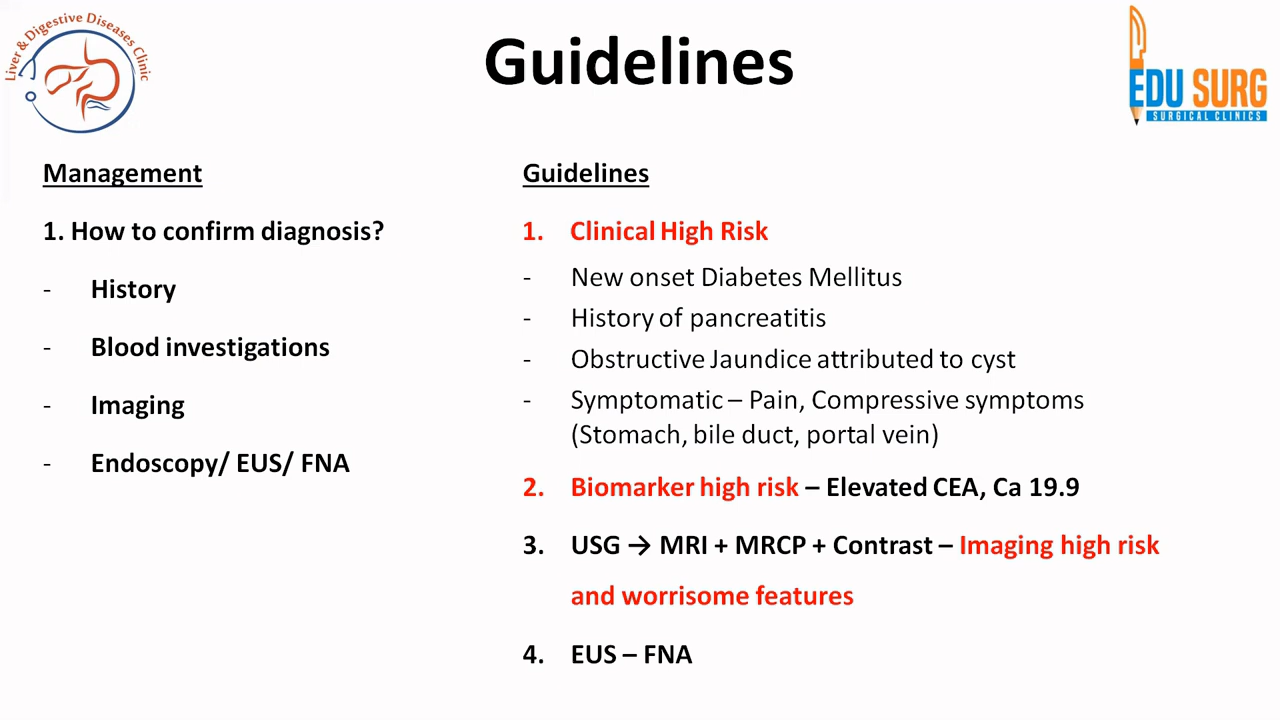 Liver & Digestive Diseases Clinic
Guidelines
EDU SURG
SURGICAL CLINICS
Management
1. How to confirm diagnosis?
- History
- Blood investigations
- Imaging
- Endoscopy/ EUS/ FNA
Guidelines
1. Clinical High Risk
- New onset Diabetes Mellitus
- History of pancreatitis
- Obstructive Jaundice attributed to cyst
- Symptomatic – Pain, Compressive symptoms
(Stomach, bile duct, portal vein)
2. Biomarker high risk – Elevated CEA, Ca 19.9
3. USG → MRI + MRCP + Contrast – Imaging high risk
and worrisome features
4. EUS – FNA